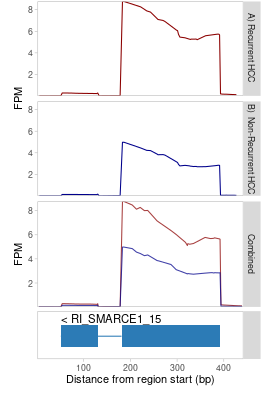 8
6
4
2
A) Recurrent HCC
FPM
8
6
4
2
B) Non-Recurrent HCC
8
6
4
2
Combined
FPM
< RI_SMARCE1_15
100
200
300
400
Distance from region start (bp)